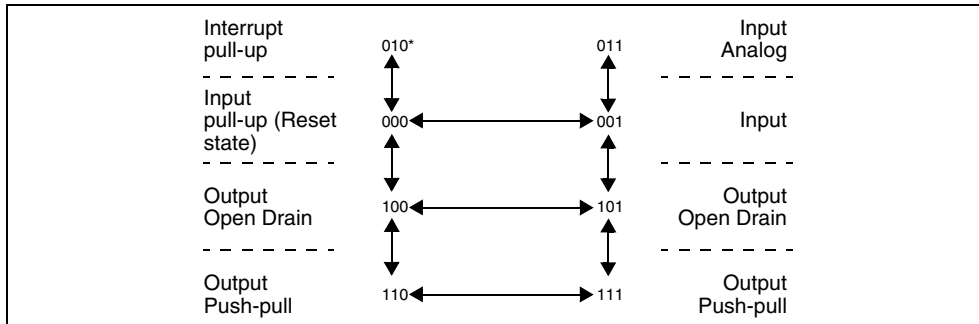 Interrupt
pull-up
010*
011
Input
Analog
Input
pull-up (Reset
state)
000
001
Input
Output
Open Drain
100
101
Output
Open Drain
Output
Push-pull
110
111
Output
Push-pull